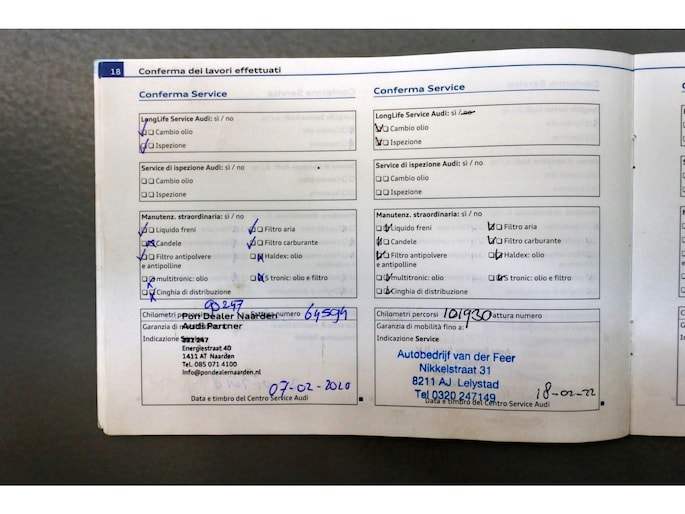 18 Conferma dei lavori effettuati
Conferma Service
LongLife Service Audi: sì / no
Cambio olio
Ispezione
Service di ispezione Audi: sì / no
Cambio olio
Ispezione
Manutenz. straordinaria: sì / no
Liquido freni Filtro aria
Candele Filtro carburante
Filtro antipolvere Haldex: olio
e antipolline
multitronic: olio S tronic: olio e filtro
Cinghia di distribuzione
Chilometri percorsi Fattura numero 64594
Pon Dealer Naarden
Garanzia di
Audi Partner
Indicazione
Energiestraat 40
1411 AT Naarden
Tel. 085 071 4100
info@pondealernaarden.nl
07-02-2020
Data e timbro del Centro Service Audi
Conferma Service
LongLife Service Audi: sì / no
Cambio olio
Ispezione
Service di ispezione Audi: sì / no
Cambio olio
Ispezione
Manutenz. straordinaria: sì / no
Liquido freni Filtro aria
Candele Filtro carburante
Filtro antipolvere Haldex: olio
e antipolline
multitronic: olio S tronic: olio e filtro
Cinghia di distribuzione
Chilometri percorsi 101930 Fattura numero
Garanzia di mobilità fino a:
Indicazione Service
Autobedrijf van der Feer
Nikkelstraat 31
8211 AJ Lelystad
Tel 0320 247149
18-02-22
Data e timbro del Centro Service Audi